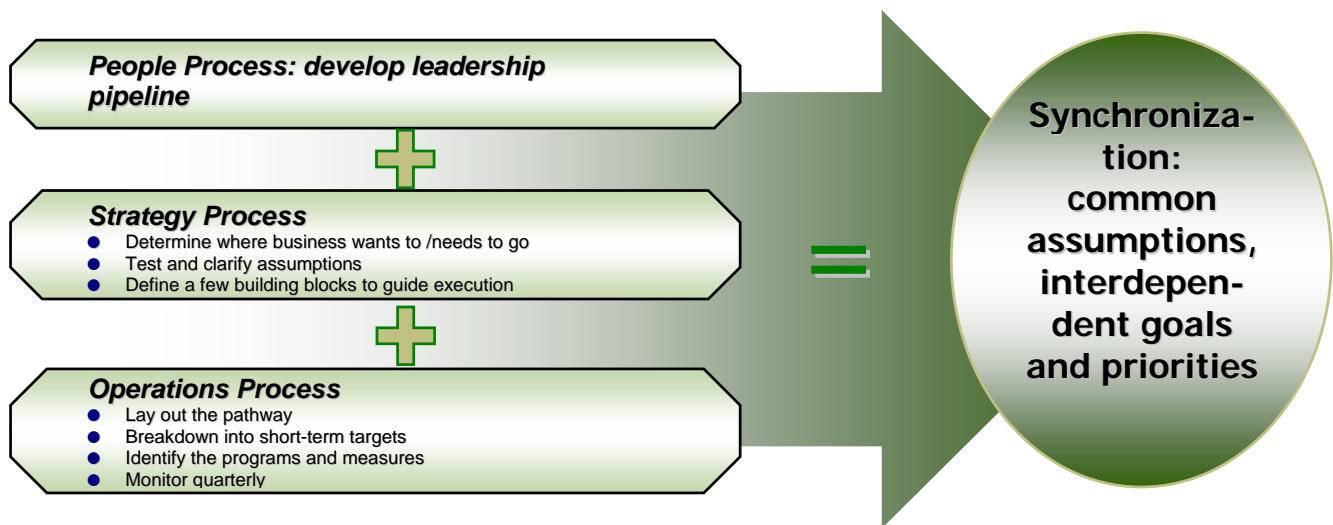 People Process: develop leadership
pipeline
Strategy Process
Determine where business wants to /needs to go
Test and clarify assumptions
Define a few building blocks to guide execution
Operations Process
Lay out the pathway
Breakdown into short-term targets
Identify the programs and measures
Monitor quarterly
Synchroniza-
tion:
common
assumptions,
interdepen-
dent goals
and priorities